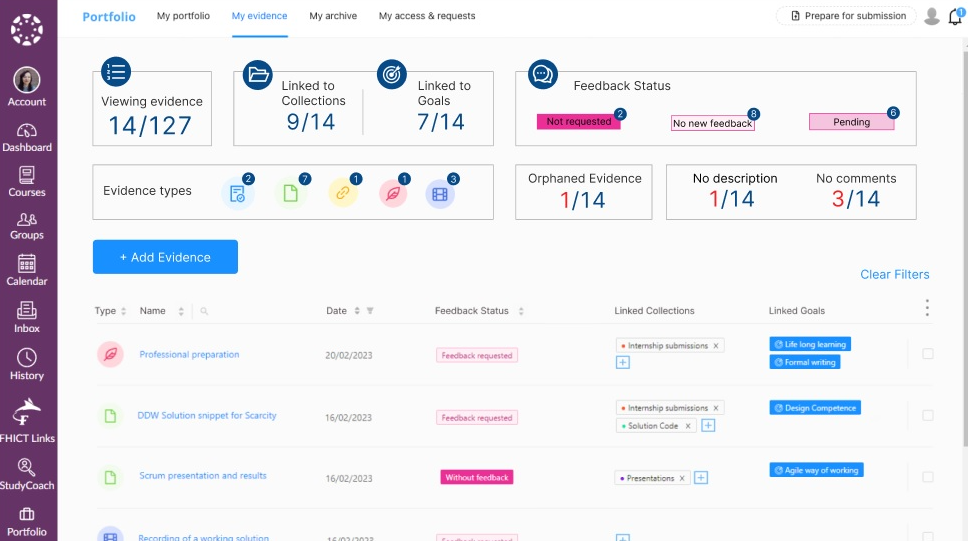 Portfolio
My portfolio
My evidence
My archive
My access & requests
Prepare for submission
1
Account
Dashboard
Courses
Groups
Calendar
Inbox
History
FHICT Links
StudyCoach
Portfolio
Viewing evidence
14/127
Linked to
Collections
9/14
Linked to
Goals
7/14
Feedback Status
Not requested
2
No new feedback
8
Pending
6
Evidence types
2
7
1
1
3
Orphaned Evidence
1/14
No description
1/14
No comments
3/14
+ Add Evidence
Clear Filters
Type
Name
Date
Feedback Status
Linked Collections
Linked Goals
Professional preparation
20/02/2023
Feedback requested
Internship submissions X
Life long learning
Formal writing
DDW Solution snippet for Scarcity
16/02/2023
Feedback requested
Internship submissions X
Solution Code X
Design Competence
Scrum presentation and results
16/02/2023
Without feedback
Presentations X
Agile way of working
Recording of a working solution
16/02/2023
Feedback requested